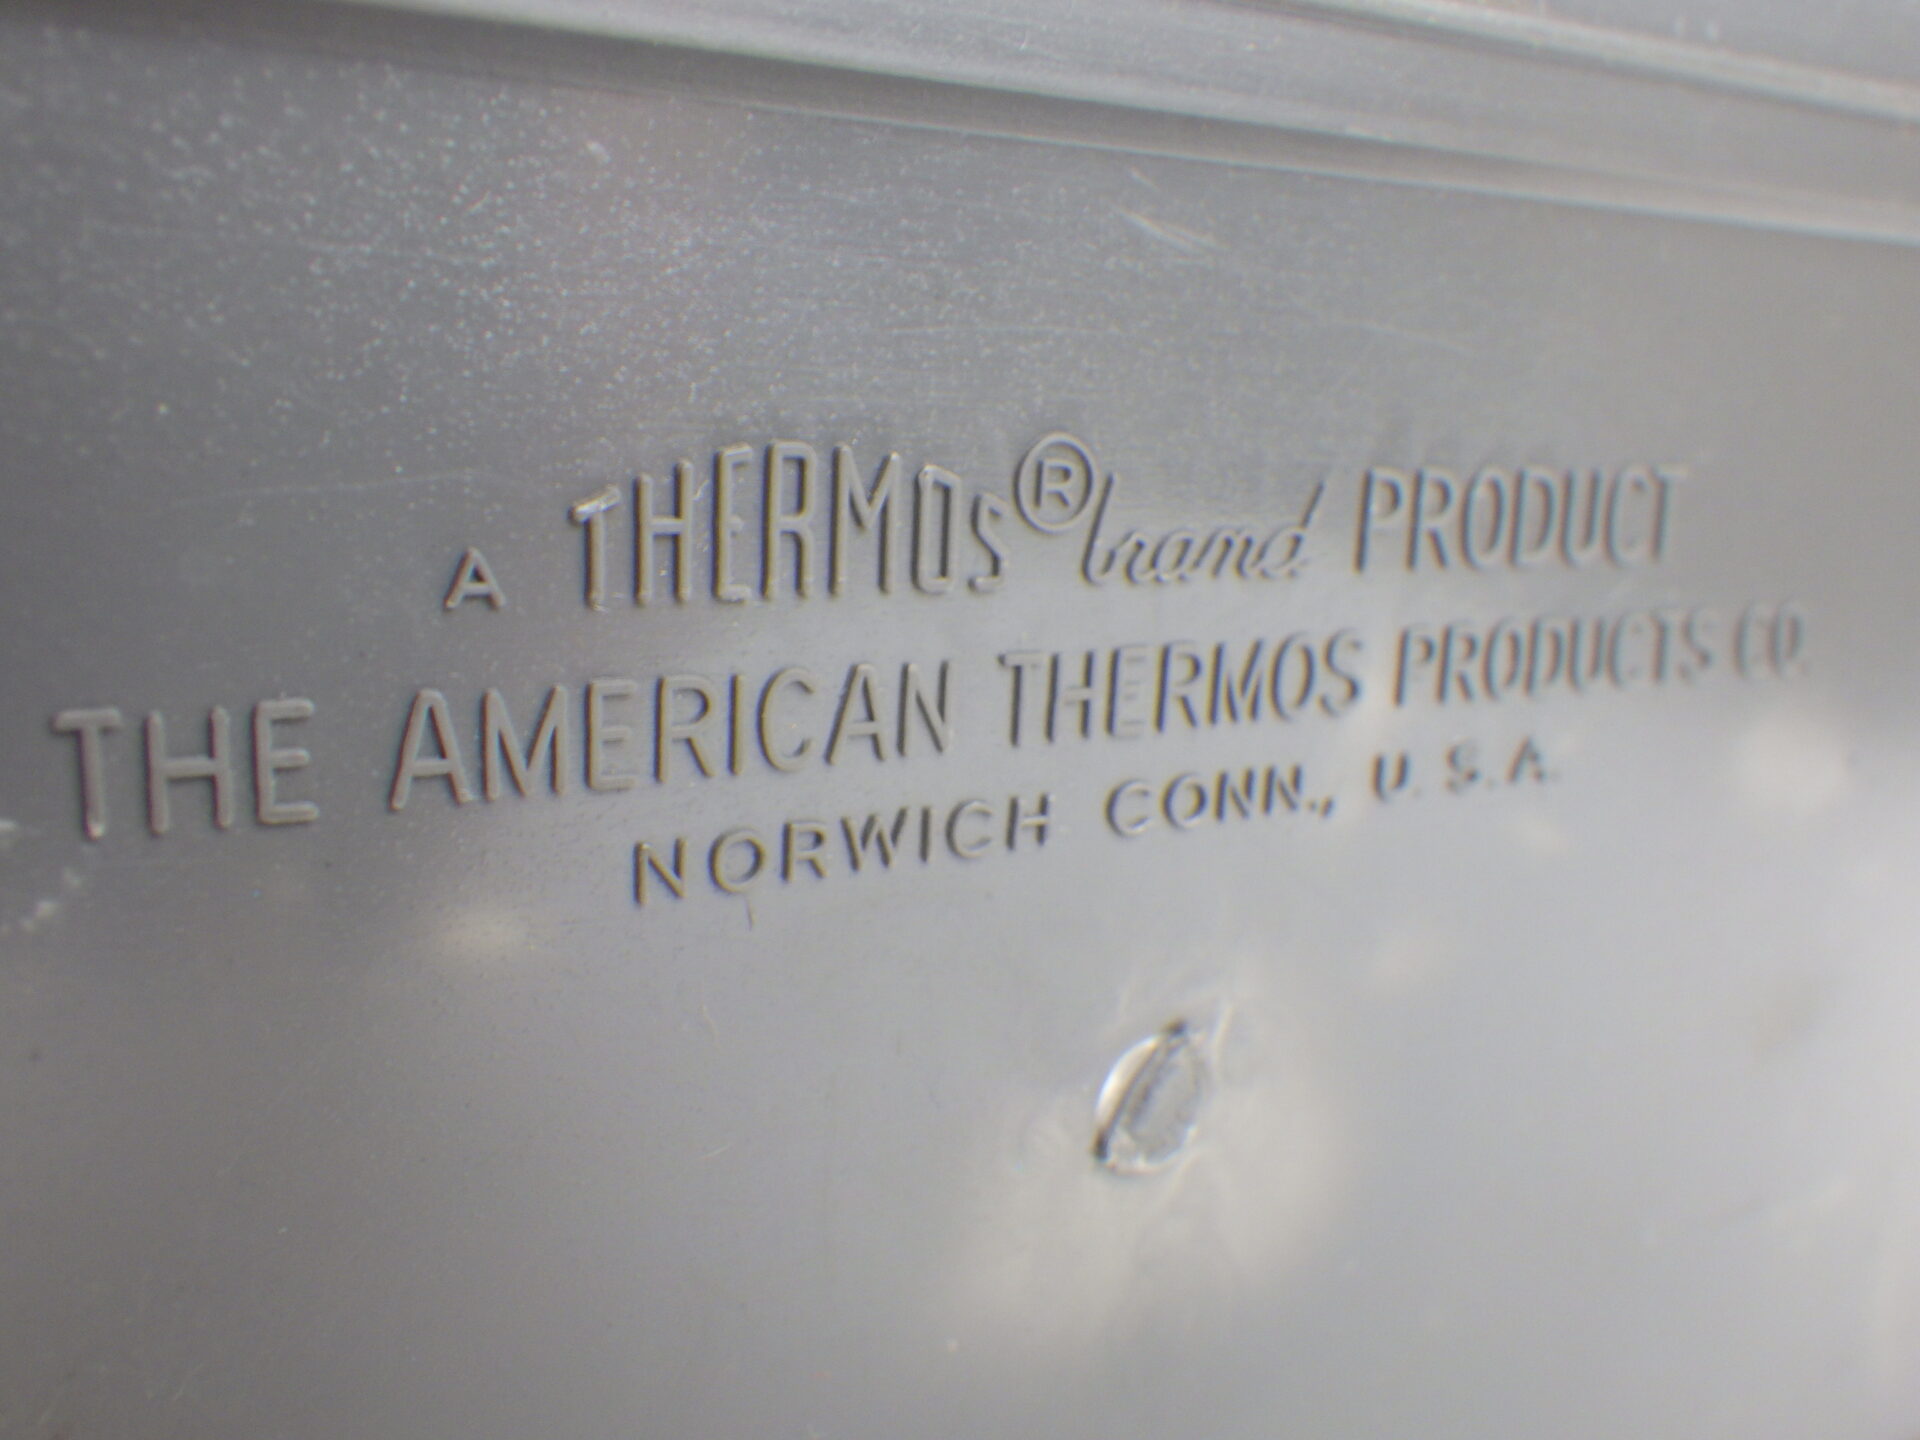 A THERMOS® brand PRODUCT
THE AMERICAN THERMOS PRODUCTS CO.
NORWICH CONN., U.S.A.